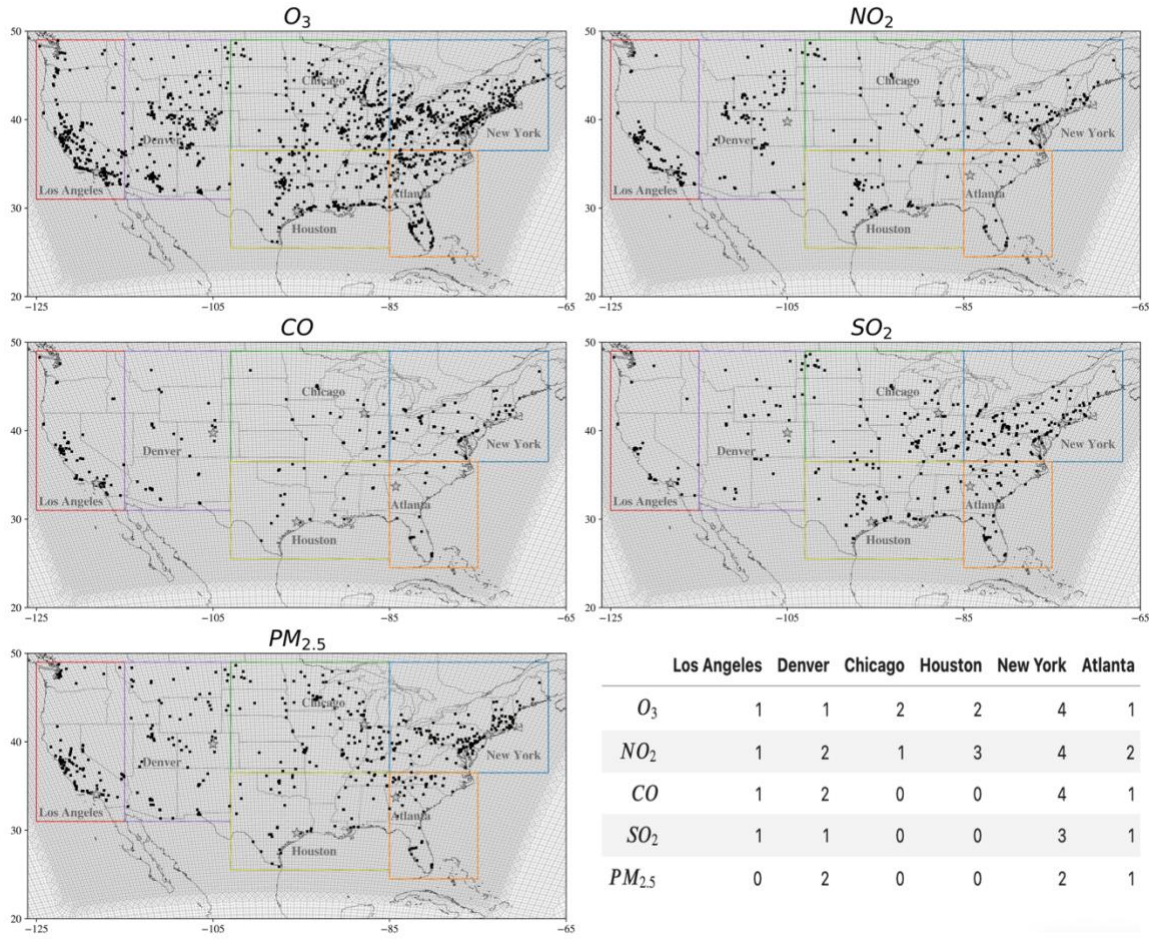 O₃ NO₂
50 50
Chicago Chicago
40 40
Denver New York Denver New York
Los Angeles Atlanta Los Angeles Atlanta
30 30
Houston Houston
20 20
−125 −105 −85 −65 −125 −105 −85 −65
CO SO₂
50 50
Chicago Chicago
40 40
Denver New York Denver New York
Los Angeles Atlanta Los Angeles Atlanta
30 30
Houston Houston
20 20
−125 −105 −85 −65 −125 −105 −85 −65
PM₂.₅
50
Chicago
40
Denver New York
Los Angeles Atlanta
30
Houston
20
−125 −105 −85 −65
Los Angeles Denver Chicago Houston New York Atlanta
O₃ 1 1 2 2 4 1
NO₂ 1 2 1 3 4 2
CO 1 2 0 0 4 1
SO₂ 1 1 0 0 3 1
PM₂.₅ 0 2 0 0 2 1